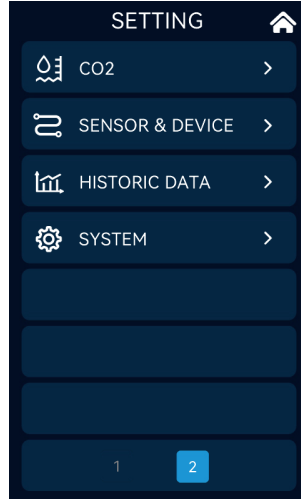 SETTING
CO2
SENSOR & DEVICE
HISTORIC DATA
SYSTEM
1 2